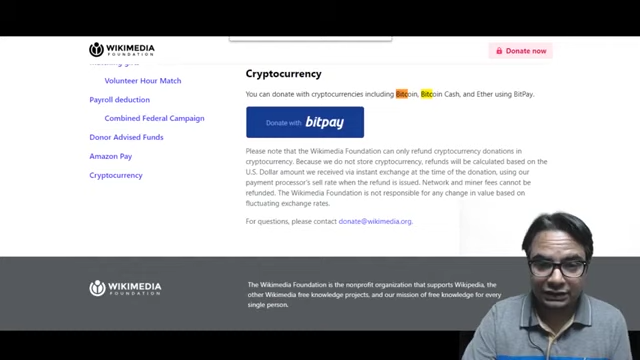 WIKIMEDIA
FOUNDATION
Donate now
Volunteer Hour Match
Payroll deduction
Combined Federal Campaign
Donor Advised Funds
Amazon Pay
Cryptocurrency
Cryptocurrency
You can donate with cryptocurrencies including Bitcoin, Bitcoin Cash, and Ether using BitPay.
Donate with bitpay
Please note that the Wikimedia Foundation can only refund cryptocurrency donations in
cryptocurrency. Because we do not store cryptocurrency, refunds will be calculated based on the
U.S. Dollar amount we received via instant exchange at the time of the donation, using our
payment processor's sell rate when the refund is issued. Network and miner fees cannot be
refunded. The Wikimedia Foundation is not responsible for any change in value based on
fluctuating exchange rates.
For questions, please contact donate@wikimedia.org.
WIKIMEDIA
FOUNDATION
The Wikimedia Foundation is the nonprofit organization that supports Wikipedia, the
other Wikimedia free knowledge projects, and our mission of free knowledge for every
single person.